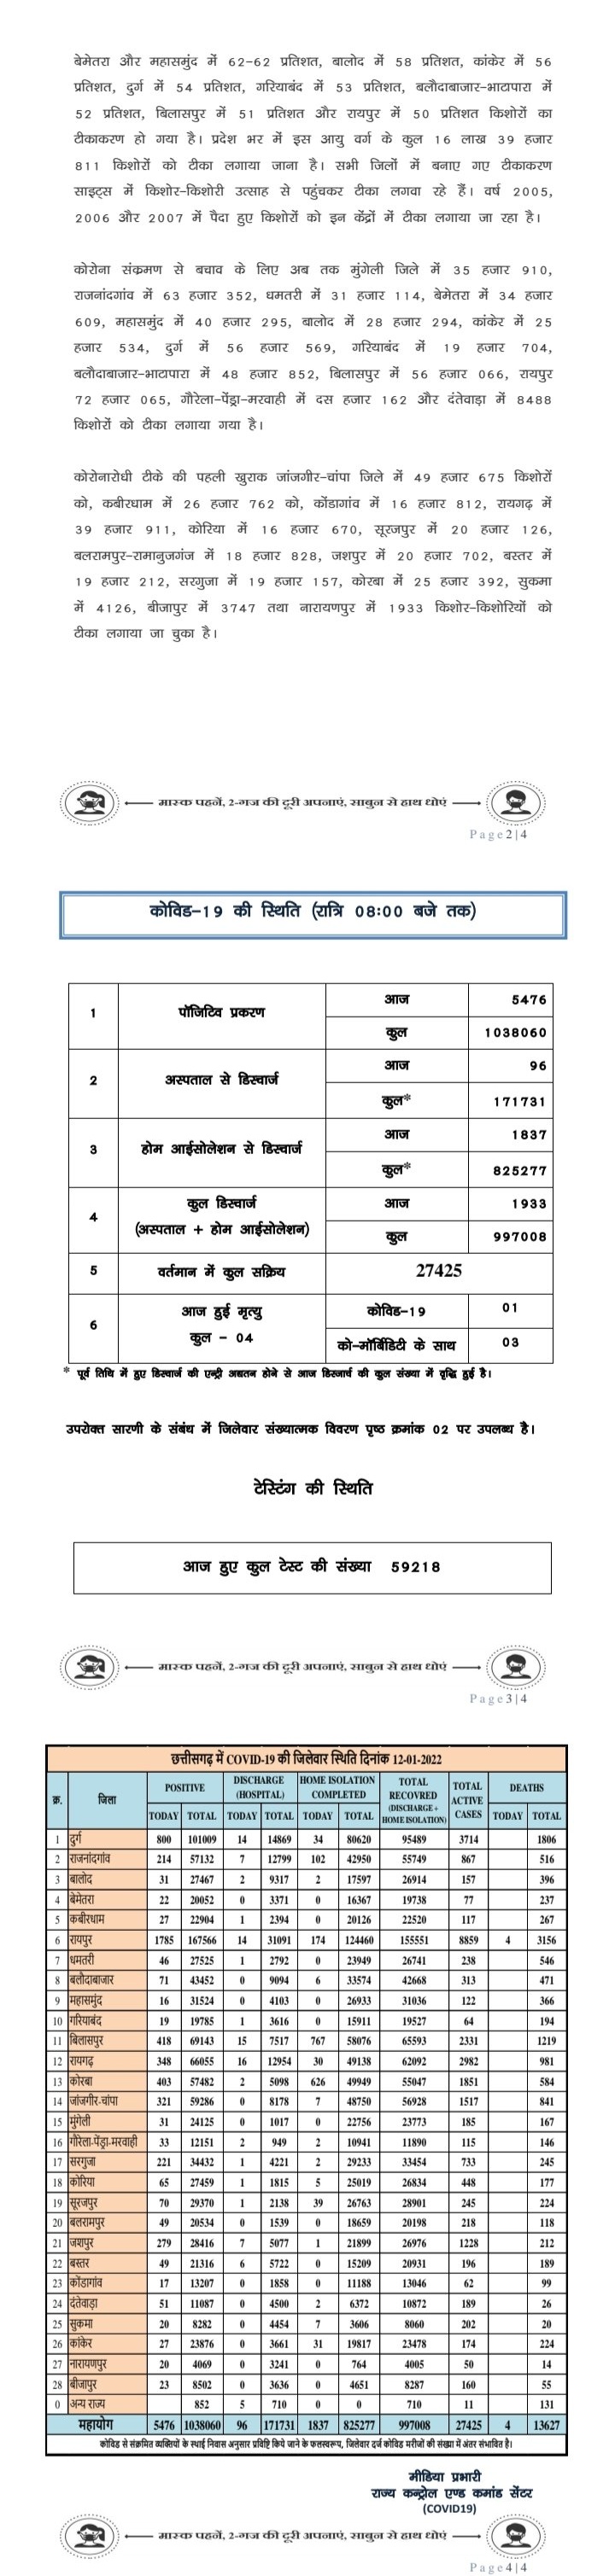 बेमेतरा और महासमुंद में 62-62 प्रतिशत, बालोद में 58 प्रतिशत, कांकेर में 56
प्रतिशत, दुर्ग में 54 प्रतिशत, गरियाबंद में 53 प्रतिशत, बलौदाबाजार-भाटापारा में
52 प्रतिशत, बिलासपुर में 51 प्रतिशत और रायपुर में 50 प्रतिशत किशोरों का
टीकाकरण हो गया है। प्रदेश भर में इस आयु वर्ग के कुल 16 लाख 39 हजार
811 किशोरों को टीका लगाया जाना है। सभी जिलों में बनाए गए टीकाकरण
साइट्स में किशोर-किशोरी उत्साह से पहुंचकर टीका लगवा रहे हैं। वर्ष 2005,
2006 और 2007 में पैदा हुए किशोरों को इन केंद्रों में टीका लगाया जा रहा है।
कोरोना संक्रमण से बचाव के लिए अब तक मुंगेली जिले में 35 हजार 910,
राजनांदगांव में 63 हजार 352, धमतरी में 31 हजार 114, बेमेतरा में 34 हजार
609, महासमुंद में 40 हजार 295, बालोद में 28 हजार 294, कांकेर में 25
हजार 534, दुर्ग में 56 हजार 569, गरियाबंद में 19 हजार 704,
बलौदाबाजार-भाटापारा में 48 हजार 852, बिलासपुर में 56 हजार 066, रायपुर
72 हजार 065, गौरेला-पेंड्रा-मरवाही में दस हजार 162 और दंतेवाड़ा में 8488
किशोरों को टीका लगाया गया है।
कोरोनारोधी टीके की पहली खुराक जांजगीर-चांपा जिले में 49 हजार 675 किशोरों
को, कबीरधाम में 26 हजार 762 को, कोंडागांव में 16 हजार 812, रायगढ़ में
39 हजार 911, कोरिया में 16 हजार 670, सूरजपुर में 20 हजार 126,
बलरामपुर-रामानुजगंज में 18 हजार 828, जशपुर में 20 हजार 702, बस्तर में
19 हजार 212, सरगुजा में 19 हजार 157, कोरबा में 25 हजार 392, सुकमा
में 4126, बीजापुर में 3747 तथा नारायणपुर में 1933 किशोर-किशोरियों को
टीका लगाया जा चुका है।
मास्क पहनें, 2-गज की दूरी अपनाएं, साबुन से हाथ धोएं
Page2|4
कोविड-19 की स्थिति (रात्रि 08:00 बजे तक)
1 पॉजिटिव प्रकरण आज 5476
कुल 1038060
2 अस्पताल से डिस्चार्ज आज 96
कुल* 171731
3 होम आईसोलेशन से डिस्चार्ज आज 1837
कुल* 825277
4 कुल डिस्चार्ज (अस्पताल + होम आईसोलेशन) आज 1933
कुल 997008
5 वर्तमान में कुल सक्रिय 27425
6 आज हुई मृत्यु कुल - 04 कोविड-19 01
को-मॉर्बिडिटी के साथ 03
* पूर्व तिथि में हुए डिस्चार्ज की एन्ट्री अद्यतन होने से आज डिस्जार्च की कुल संख्या में वृद्धि हुई है।
उपरोक्त सारणी के संबंध में जिलेवार संख्यात्मक विवरण पृष्ठ क्रमांक 02 पर उपलब्ध है।
टेस्टिंग की स्थिति
आज हुए कुल टेस्ट की संख्या 59218
मास्क पहनें, 2-गज की दूरी अपनाएं, साबुन से हाथ धोएं
Page3|4
छत्तीसगढ़ में COVID-19 की जिलेवार स्थिति दिनांक 12-01-2022
क्र. जिला POSITIVE DISCHARGE (HOSPITAL) HOME ISOLATION COMPLETED TOTAL RECOVRED (DISCHARGE + HOME ISOLATION) TOTAL ACTIVE CASES DEATHS
TODAY TOTAL TODAY TOTAL TODAY TOTAL TODAY TOTAL
1 दुर्ग 800 101009 14 14869 34 80620 95489 3714 1806
2 राजनांदगांव 214 57132 7 12799 102 42950 55749 867 516
3 बालोद 31 27467 2 9317 2 17597 26914 157 396
4 बेमेतरा 22 20052 0 3371 0 16367 19738 77 237
5 कबीरधाम 27 22904 1 2394 0 20126 22520 117 267
6 रायपुर 1785 167566 14 31091 174 124460 155551 8859 4 3156
7 धमतरी 46 27525 1 2792 0 23949 26741 238 546
8 बलौदाबाजार 71 43452 0 9094 6 33574 42668 313 471
9 महासमुंद 16 31524 0 4103 0 26933 31036 122 366
10 गरियाबंद 19 19785 1 3616 0 15911 19527 64 194
11 बिलासपुर 418 69143 15 7517 767 58076 65593 2331 1219
12 रायगढ़ 348 66055 16 12954 30 49138 62092 2982 981
13 कोरबा 403 57482 2 5098 626 49949 55047 1851 584
14 जांजगीर-चांपा 321 59286 0 8178 7 48750 56928 1517 841
15 मुंगेली 31 24125 0 1017 0 22756 23773 185 167
16 गौरेला-पेंड्रा-मरवाही 33 12151 2 949 2 10941 11890 115 146
17 सरगुजा 221 34432 1 4221 2 29233 33454 733 245
18 कोरिया 65 27459 1 1815 5 25019 26834 448 177
19 सूरजपुर 70 29370 1 2138 39 26763 28901 245 224
20 बलरामपुर 49 20534 0 1539 0 18659 20198 218 118
21 जशपुर 279 28416 7 5077 1 21899 26976 1228 212
22 बस्तर 49 21316 6 5722 0 15209 20931 196 189
23 कोंडागांव 17 13207 0 1858 0 11188 13046 62 99
24 दंतेवाड़ा 51 11087 0 4500 2 6372 10872 189 26
25 सुकमा 20 8282 0 4454 7 3606 8060 202 20
26 कांकेर 27 23876 0 3661 31 19817 23478 174 224
27 नारायणपुर 20 4069 0 3241 0 764 4005 50 14
28 बीजापुर 23 8502 0 3636 0 4651 8287 160 55
0 अन्य राज्य 852 5 710 0 0 710 11 131
महायोग 5476 1038060 96 171731 1837 825277 997008 27425 4 13627
कोविड से संक्रमित व्यक्तियों के स्थाई निवास अनुसार प्रविष्टि किये जाने के फलस्वरूप, जिलेवार दर्ज कोविड मरीजों की संख्या में अंतर संभावित है।
मीडिया प्रभारी
राज्य कन्ट्रोल एण्ड कमांड सेंटर
(COVID19)
मास्क पहनें, 2-गज की दूरी अपनाएं, साबुन से हाथ धोएं
Page4|4